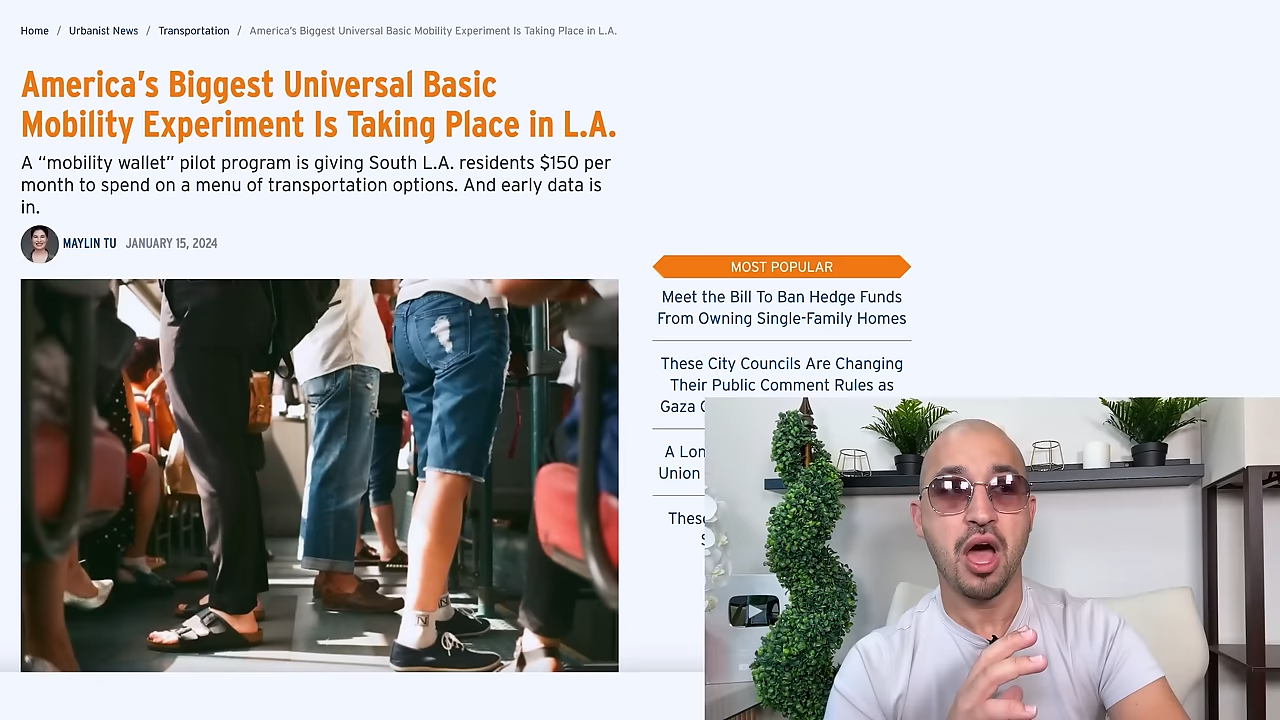 Home / Urbanist News / Transportation / America's Biggest Universal Basic Mobility Experiment Is Taking Place in L.A.
America's Biggest Universal Basic
Mobility Experiment Is Taking Place in L.A.
A “mobility wallet” pilot program is giving South L.A. residents $150 per
month to spend on a menu of transportation options. And early data is
in.
MAYLIN TU JANUARY 15, 2024
MOST POPULAR
Meet the Bill To Ban Hedge Funds
From Owning Single-Family Homes
These City Councils Are Changing
Their Public Comment Rules as
Gaza
A
Union